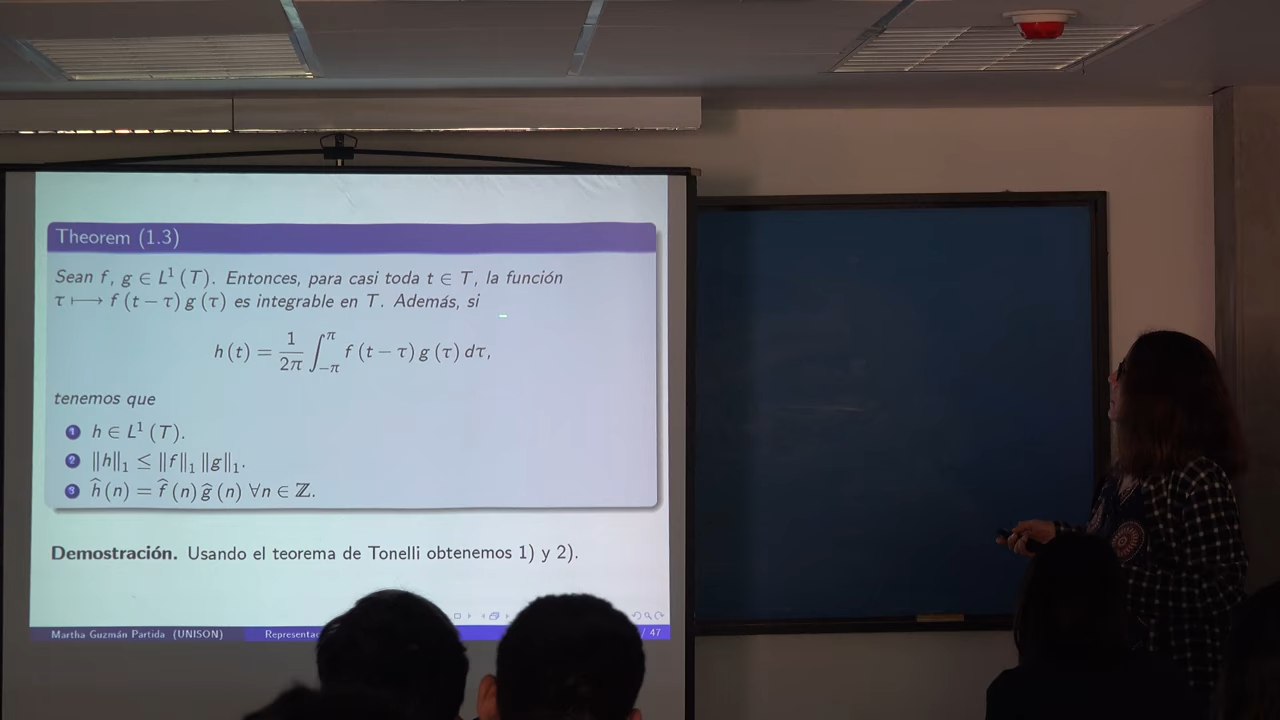 Theorem (1.3)
Sean f, g ∈ L¹ (T). Entonces, para casi toda t ∈ T, la función
τ ⟼ f (t − τ) g (τ) es integrable en T. Además, si
h (t) = 1/2π ∫_{−π}^{π} f (t − τ) g (τ) dτ,
tenemos que
1 h ∈ L¹ (T).
2 ‖h‖₁ ≤ ‖f‖₁ ‖g‖₁.
3 ĥ (n) = f̂ (n) ĝ (n) ∀n ∈ ℤ.
Demostración. Usando el teorema de Tonelli obtenemos 1) y 2).
Martha Guzmán Partida (UNISON) / 47